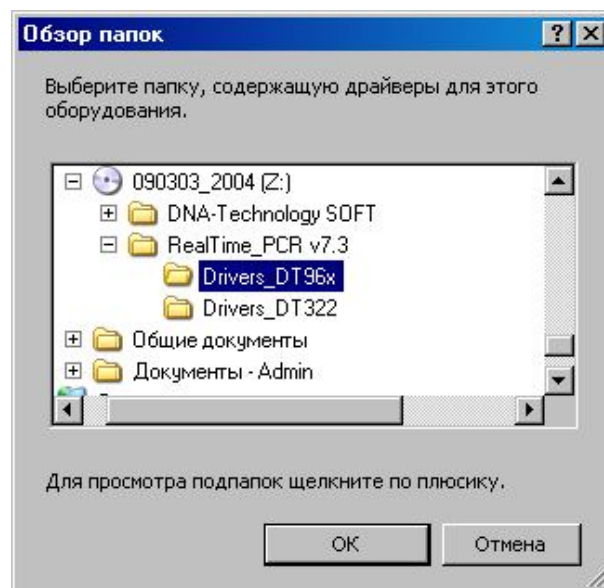 Обзор папок
Выберите папку, содержащую драйверы для этого
оборудования.
090303_2004 (Z:)
DNA-Technology SOFT
RealTime_PCR v7.3
Drivers_DT96x
Drivers_DT322
Общие документы
Документы - Admin
Для просмотра подпапок щелкните по плюсику.
ОК
Отмена